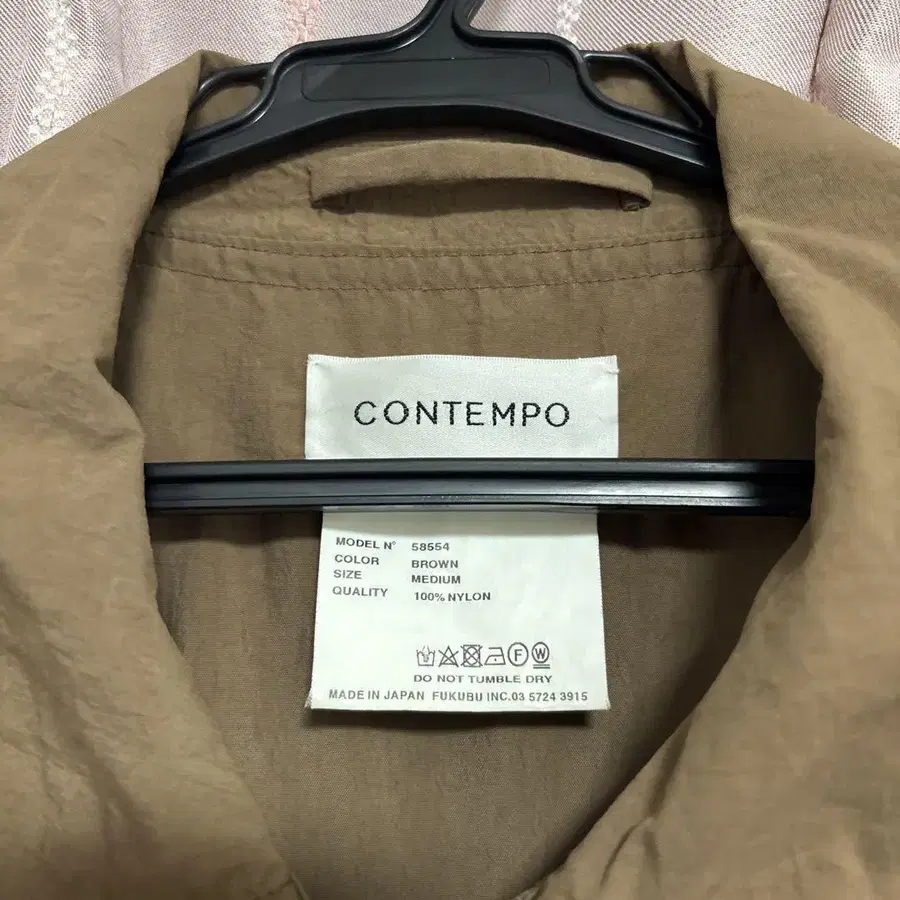 CONTEMPO
MODEL N° 58554
COLOR BROWN
SIZE MEDIUM
QUALITY 100% NYLON
F W
DO NOT TUMBLE DRY
MADE IN JAPAN FUKUBU INC.03 5724 3915